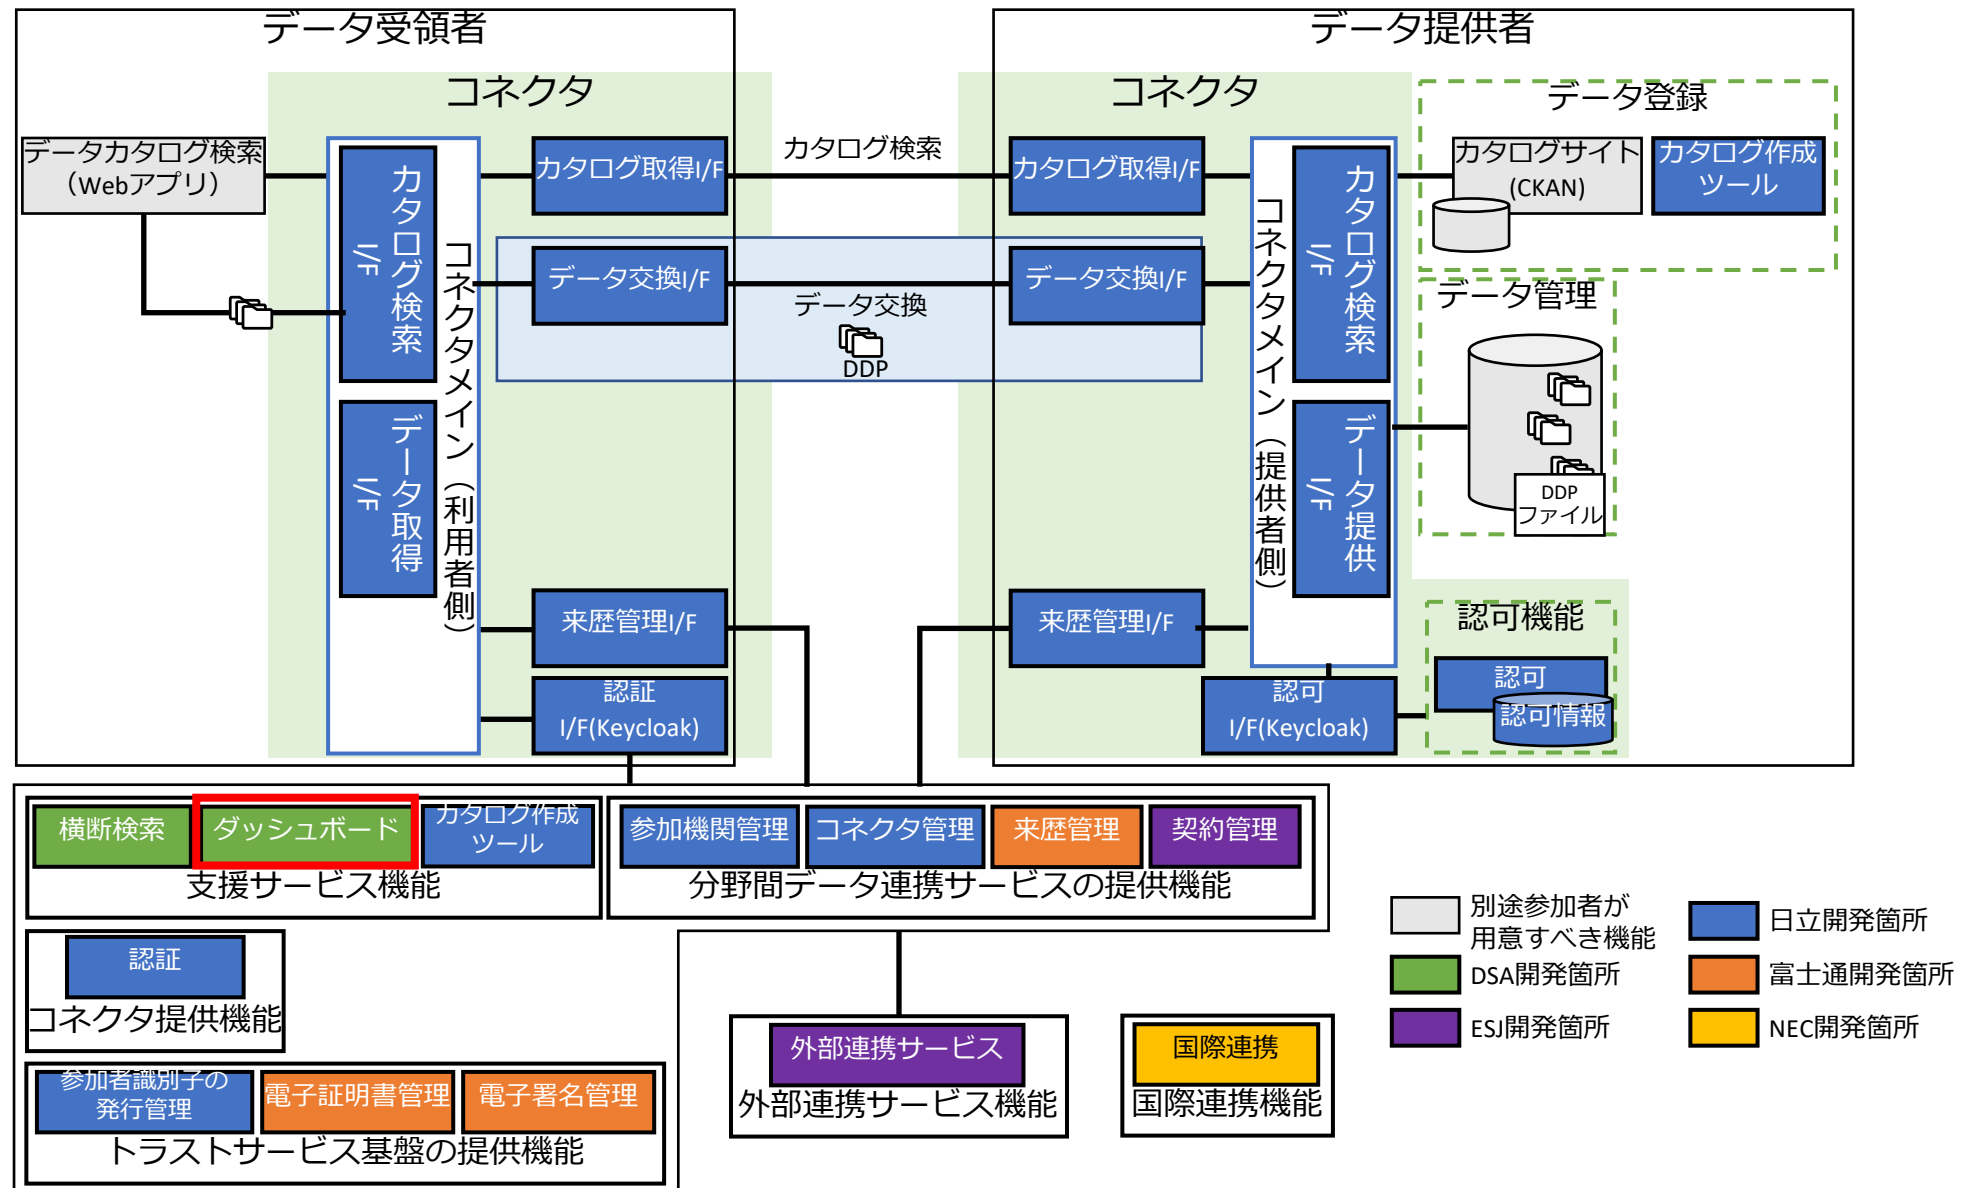 データ受領者
データ提供者
コネクタ
コネクタ
データ登録
データカタログ検索
（Webアプリ）
カタログ検索
I/F
データ取得
I/F
コネクタメイン（利用者側）
カタログ取得I/F
データ交換I/F
来歴管理I/F
認証
I/F(Keycloak)
カタログ検索
データ交換
DDP
カタログ取得I/F
データ交換I/F
来歴管理I/F
認可
I/F(Keycloak)
コネクタメイン（提供者側）
カタログ検索
I/F
データ提供
I/F
カタログサイト
(CKAN)
カタログ作成
ツール
データ管理
DDP
ファイル
認可機能
認可
認可情報
横断検索
ダッシュボード
カタログ作成
ツール
支援サービス機能
参加機関管理
コネクタ管理
来歴管理
契約管理
分野間データ連携サービスの提供機能
認証
コネクタ提供機能
参加者識別子の
発行管理
電子証明書管理
電子署名管理
トラストサービス基盤の提供機能
外部連携サービス
外部連携サービス機能
国際連携
国際連携機能
別途参加者が
用意すべき機能
日立開発箇所
DSA開発箇所
富士通開発箇所
ESJ開発箇所
NEC開発箇所